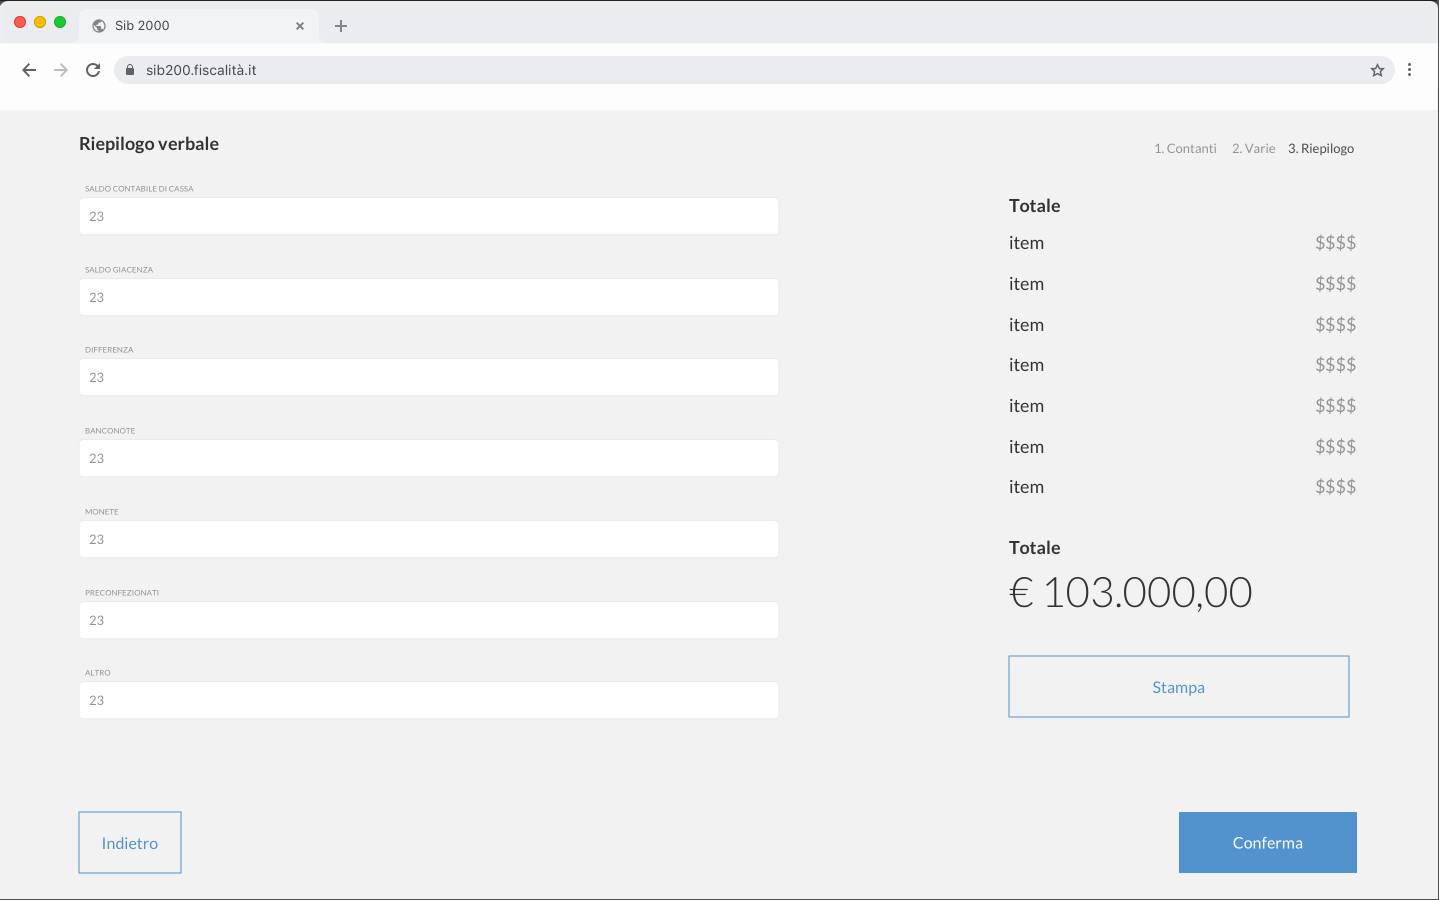 Sib 2000
sib200.fiscalità.it
Riepilogo verbale
1. Contanti 2. Varie 3. Riepilogo
SALDO CONTABILE DI CASSA
23
SALDO GIACENZA
23
DIFFERENZA
23
BANCONOTE
23
MONETE
23
PRECONFEZIONATI
23
ALTRO
23
Totale
item $$$$
item $$$$
item $$$$
item $$$$
item $$$$
item $$$$
item $$$$
Totale
€ 103.000,00
Stampa
Indietro
Conferma